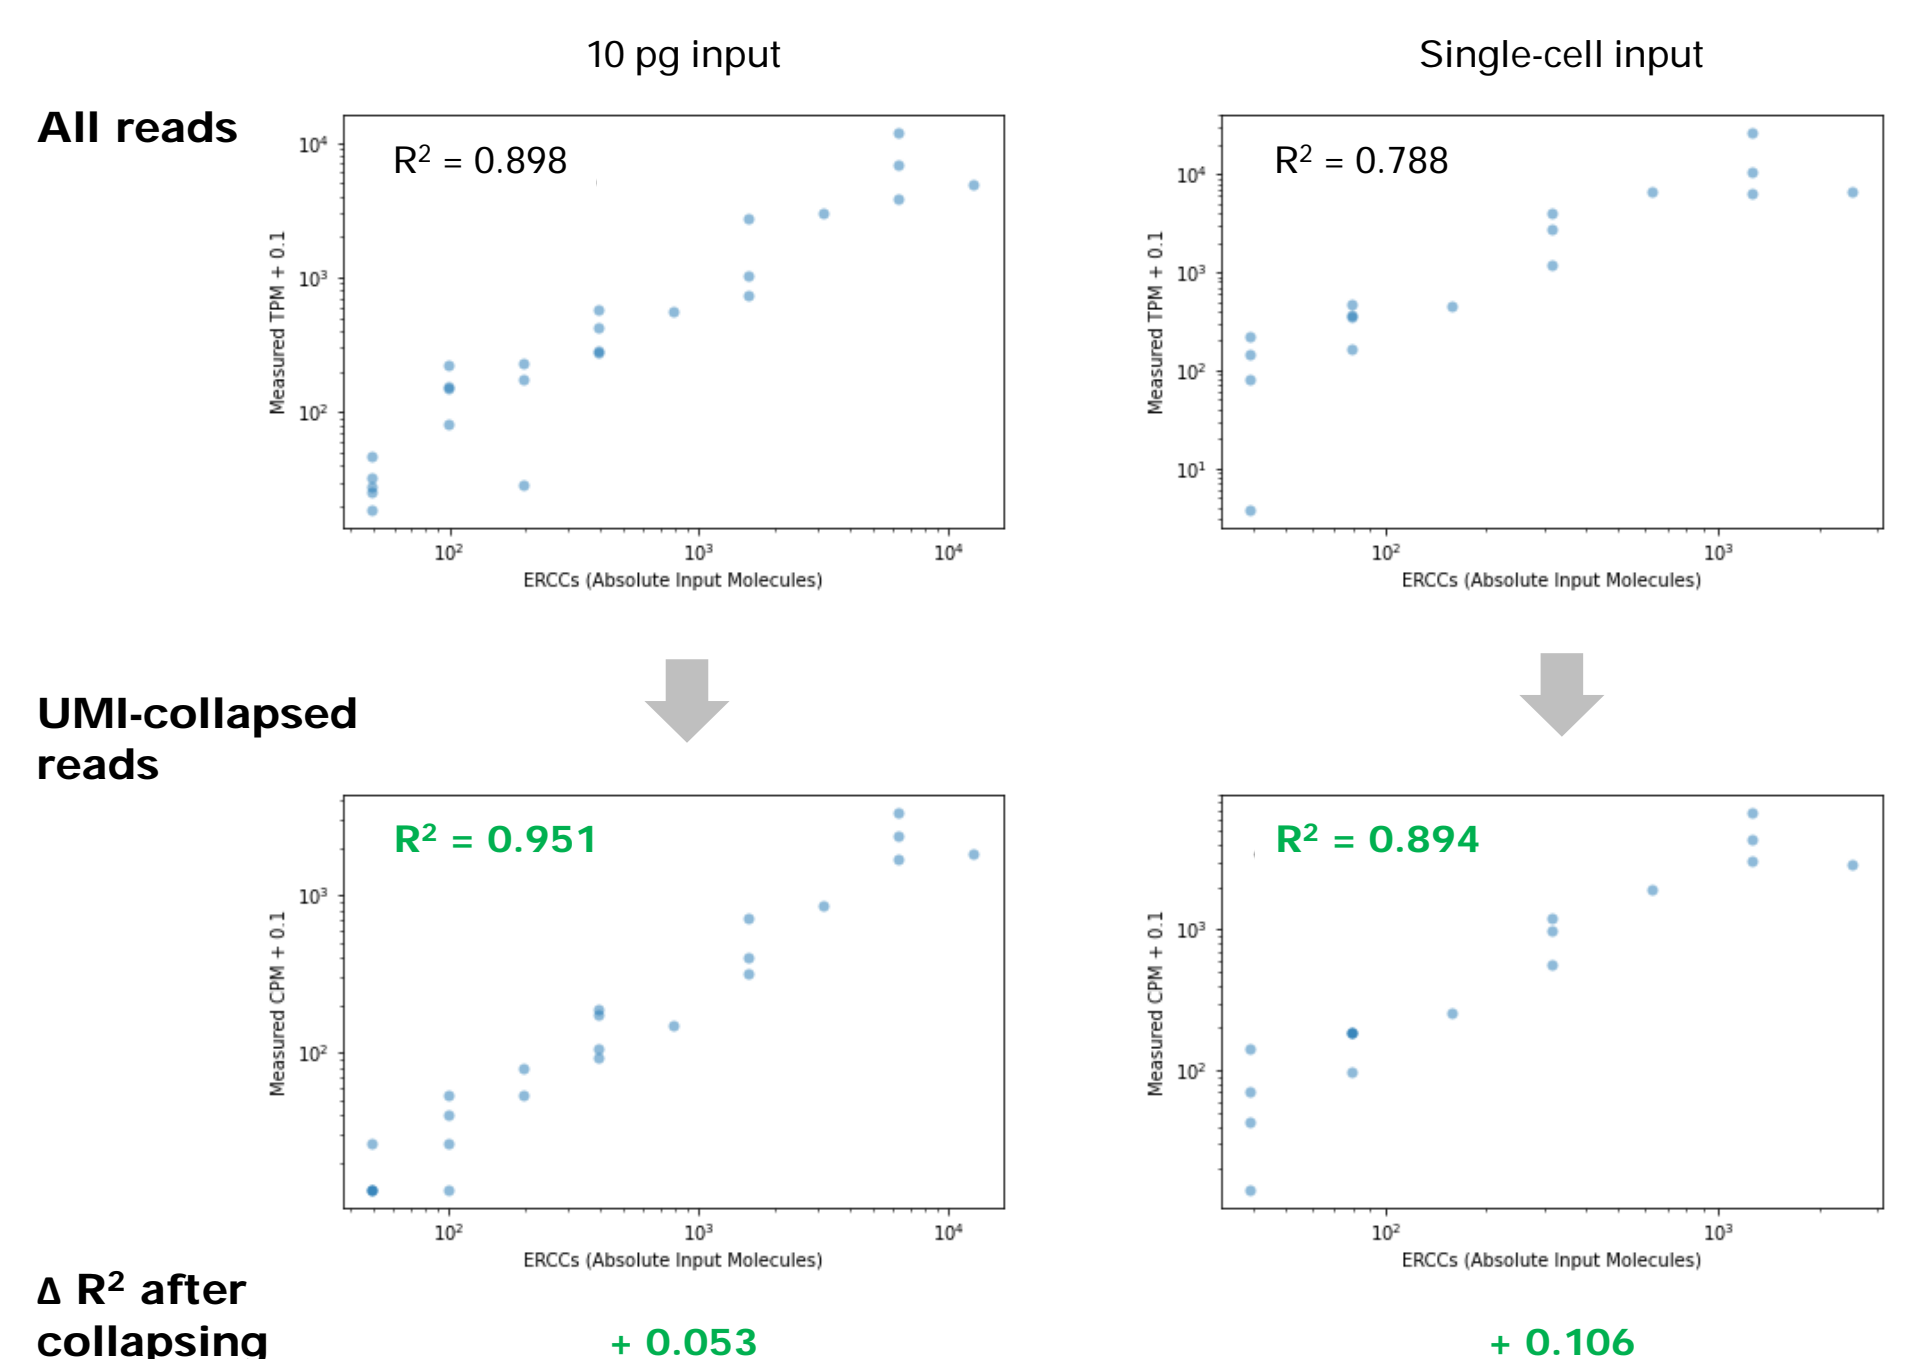 10 pg input
Single-cell input
All reads
R² = 0.898
10⁴
10³
10²
Measured TPM + 0.1
10² 10³ 10⁴
ERCCs (Absolute Input Molecules)
R² = 0.788
10⁴
10³
10²
10¹
Measured TPM + 0.1
10² 10³
ERCCs (Absolute Input Molecules)
UMI-collapsed
reads
R² = 0.951
10³
10²
Measured CPM + 0.1
10² 10³ 10⁴
ERCCs (Absolute Input Molecules)
R² = 0.894
10³
10²
Measured CPM + 0.1
10² 10³
ERCCs (Absolute Input Molecules)
Δ R² after
collapsing
+ 0.053
+ 0.106